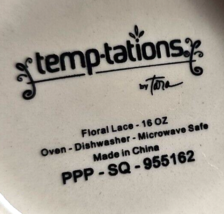 temp-tations®
by Tara
Floral Lace - 16 OZ
Oven - Dishwasher - Microwave Safe
Made in China
PPP - SQ - 955162